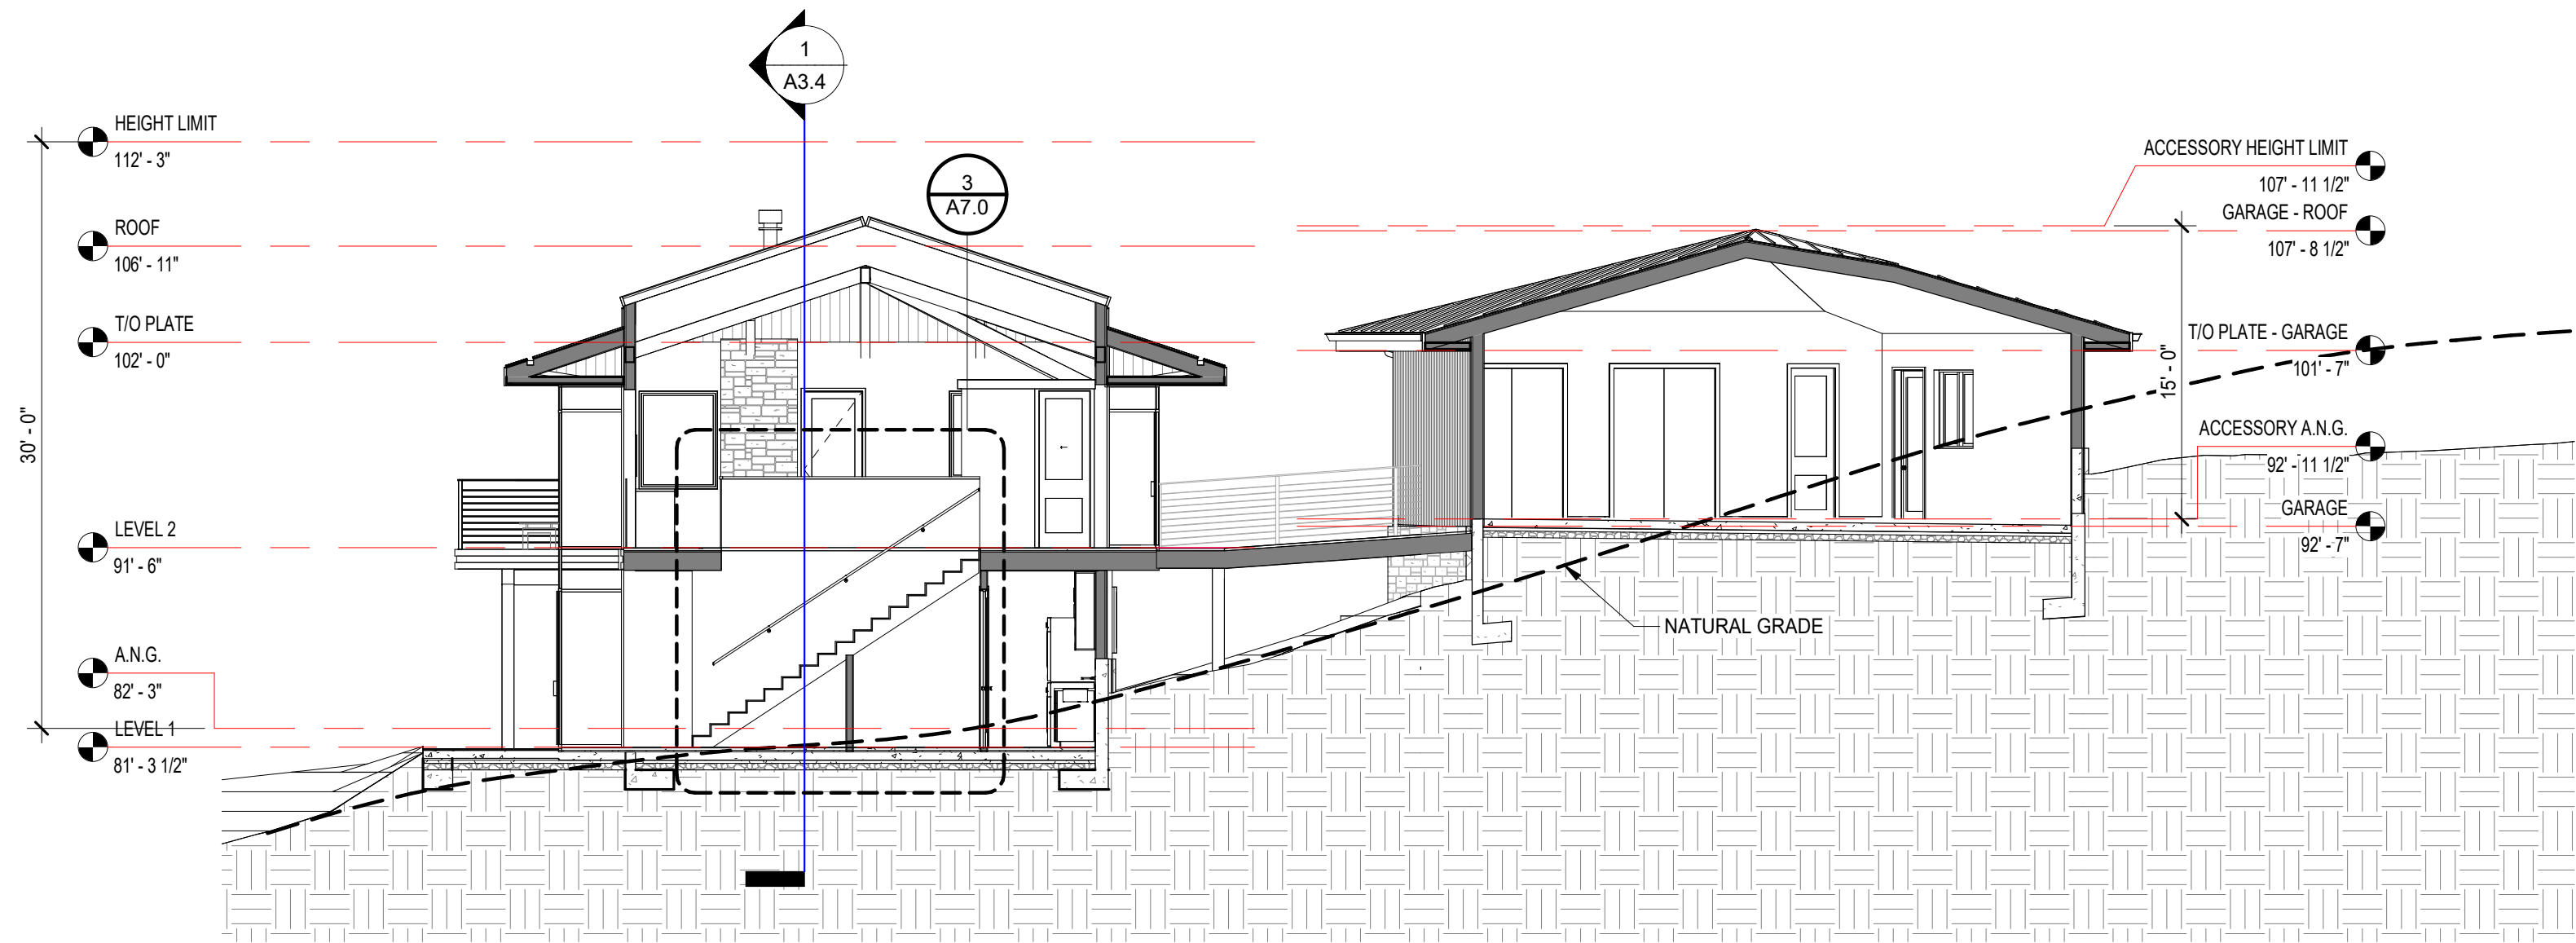 1
A3.4
3
A7.0
HEIGHT LIMIT
112' - 3"
ROOF
106' - 11"
T/O PLATE
102' - 0"
30' - 0"
LEVEL 2
91' - 6"
A.N.G.
82' - 3"
LEVEL 1
81' - 3 1/2"
ACCESSORY HEIGHT LIMIT
107' - 11 1/2"
GARAGE - ROOF
107' - 8 1/2"
T/O PLATE - GARAGE
101' - 7"
15' - 0"
ACCESSORY A.N.G.
92' - 11 1/2"
GARAGE
92' - 7"
NATURAL GRADE